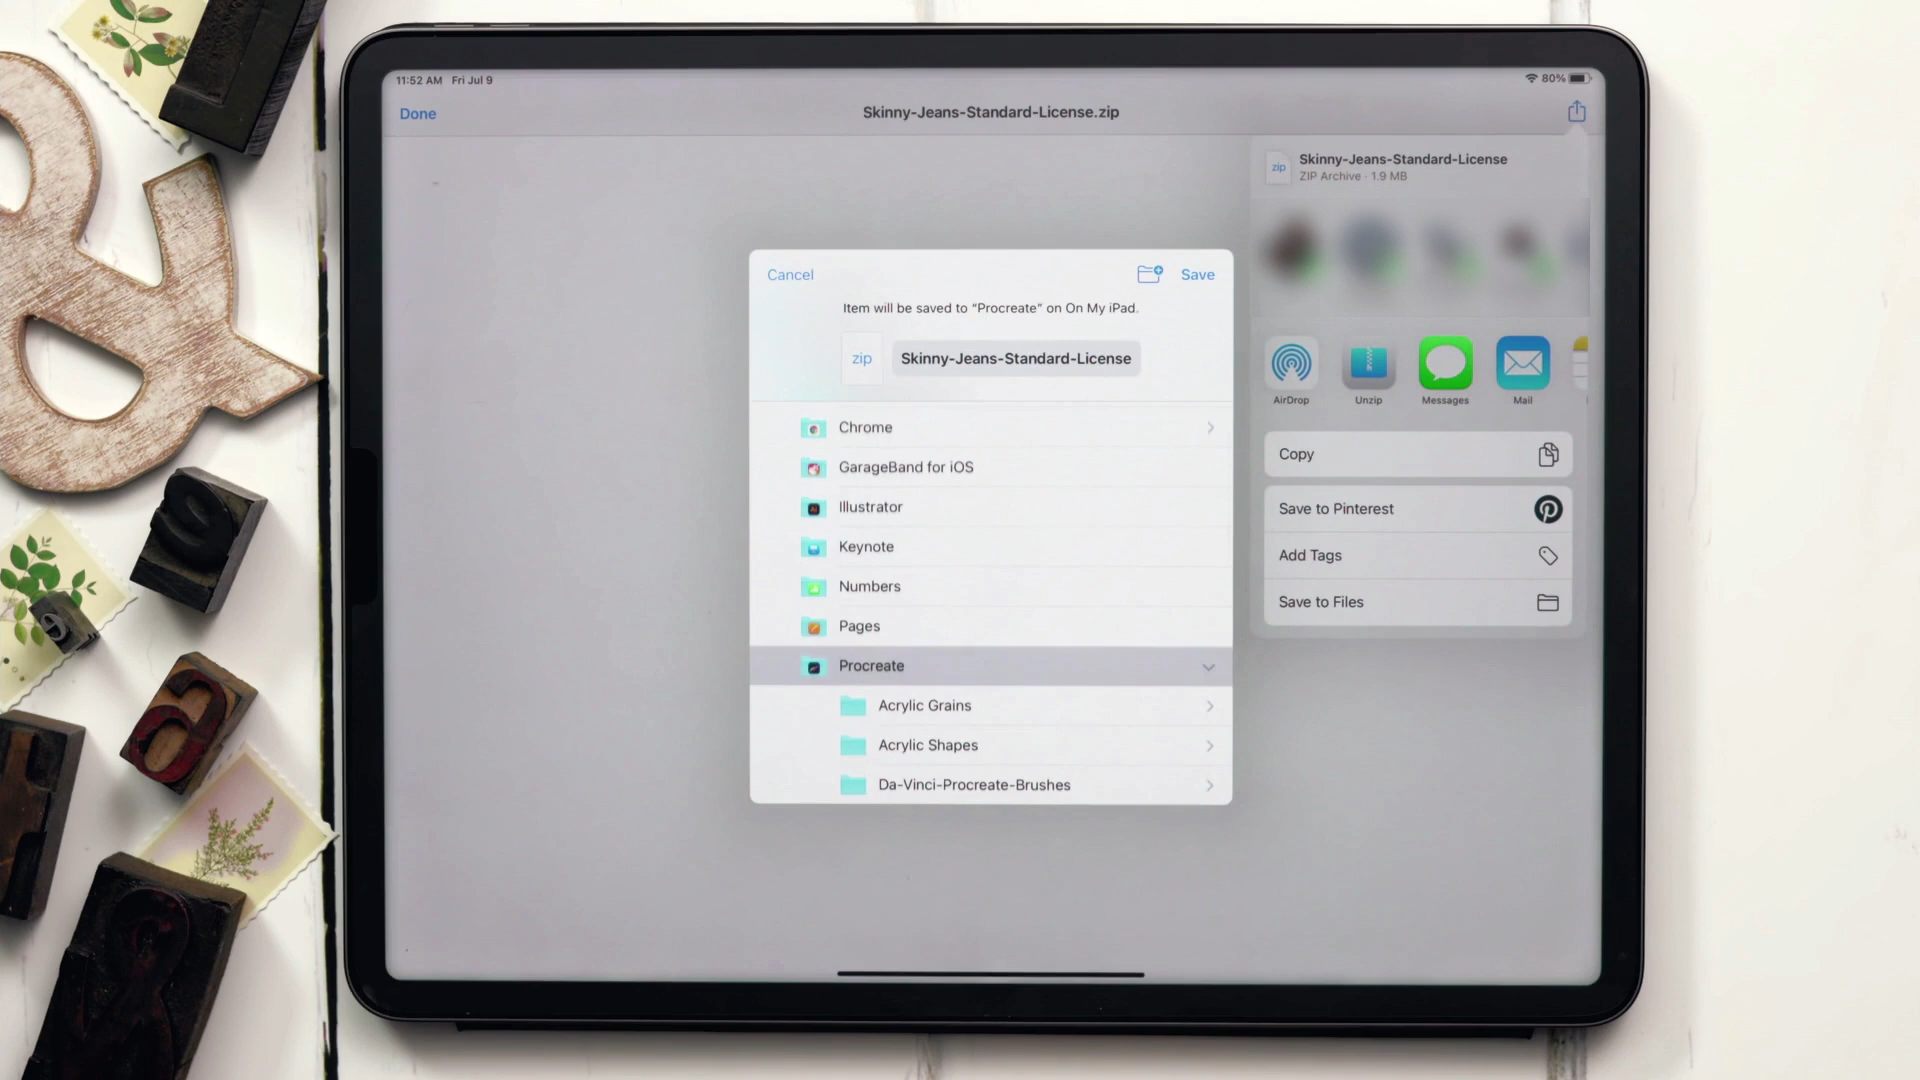 11:52 AM Fri Jul 9
80%
Done
Skinny-Jeans-Standard-License.zip
zip
Skinny-Jeans-Standard-License
ZIP Archive · 1.9 MB
Cancel
Save
Item will be saved to “Procreate” on On My iPad.
zip
Skinny-Jeans-Standard-License
Chrome
GarageBand for iOS
Illustrator
Keynote
Numbers
Pages
Procreate
Acrylic Grains
Acrylic Shapes
Da-Vinci-Procreate-Brushes
AirDrop
Unzip
Messages
Mail
Copy
Save to Pinterest
Add Tags
Save to Files
&
e
a